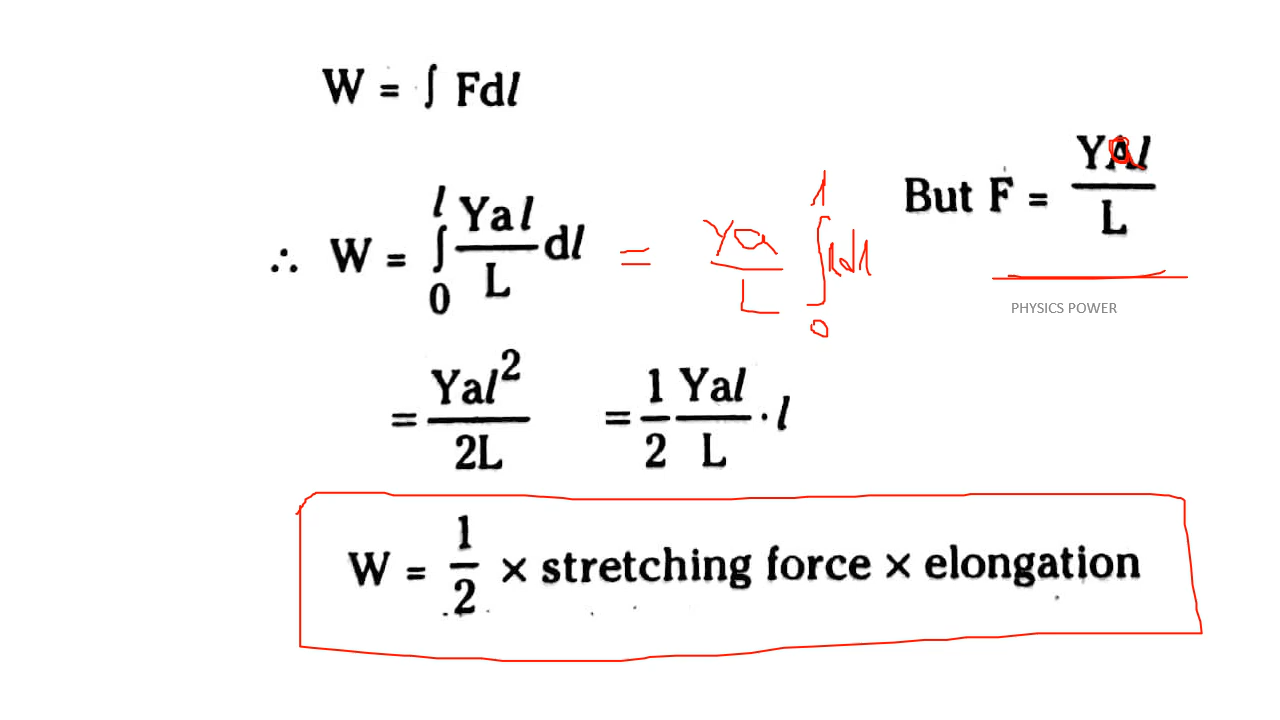 W = ∫ Fdl
But F = Yal/L
∴ W = ∫₀ˡ Yal/L dl = Ya/L ∫₀ˡ ldl
PHYSICS POWER
= Yal²/2L = 1/2 Yal/L · l
W = 1/2 × stretching force × elongation